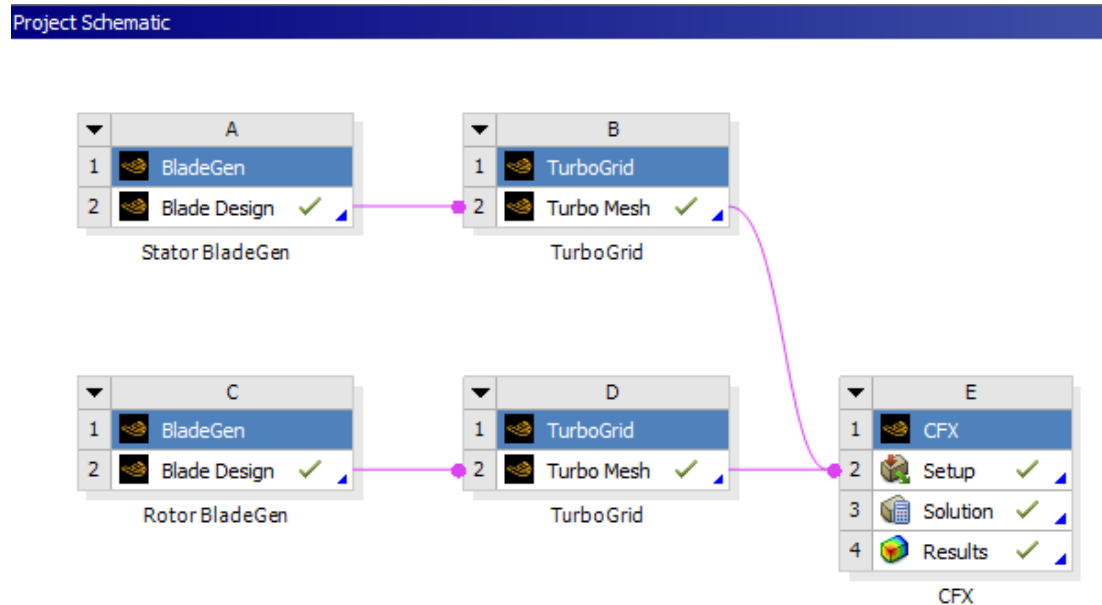 Project Schematic
A
1 BladeGen
2 Blade Design
Stator BladeGen
B
1 TurboGrid
2 Turbo Mesh
TurboGrid
C
1 BladeGen
2 Blade Design
Rotor BladeGen
D
1 TurboGrid
2 Turbo Mesh
TurboGrid
E
1 CFX
2 Setup
3 Solution
4 Results
CFX